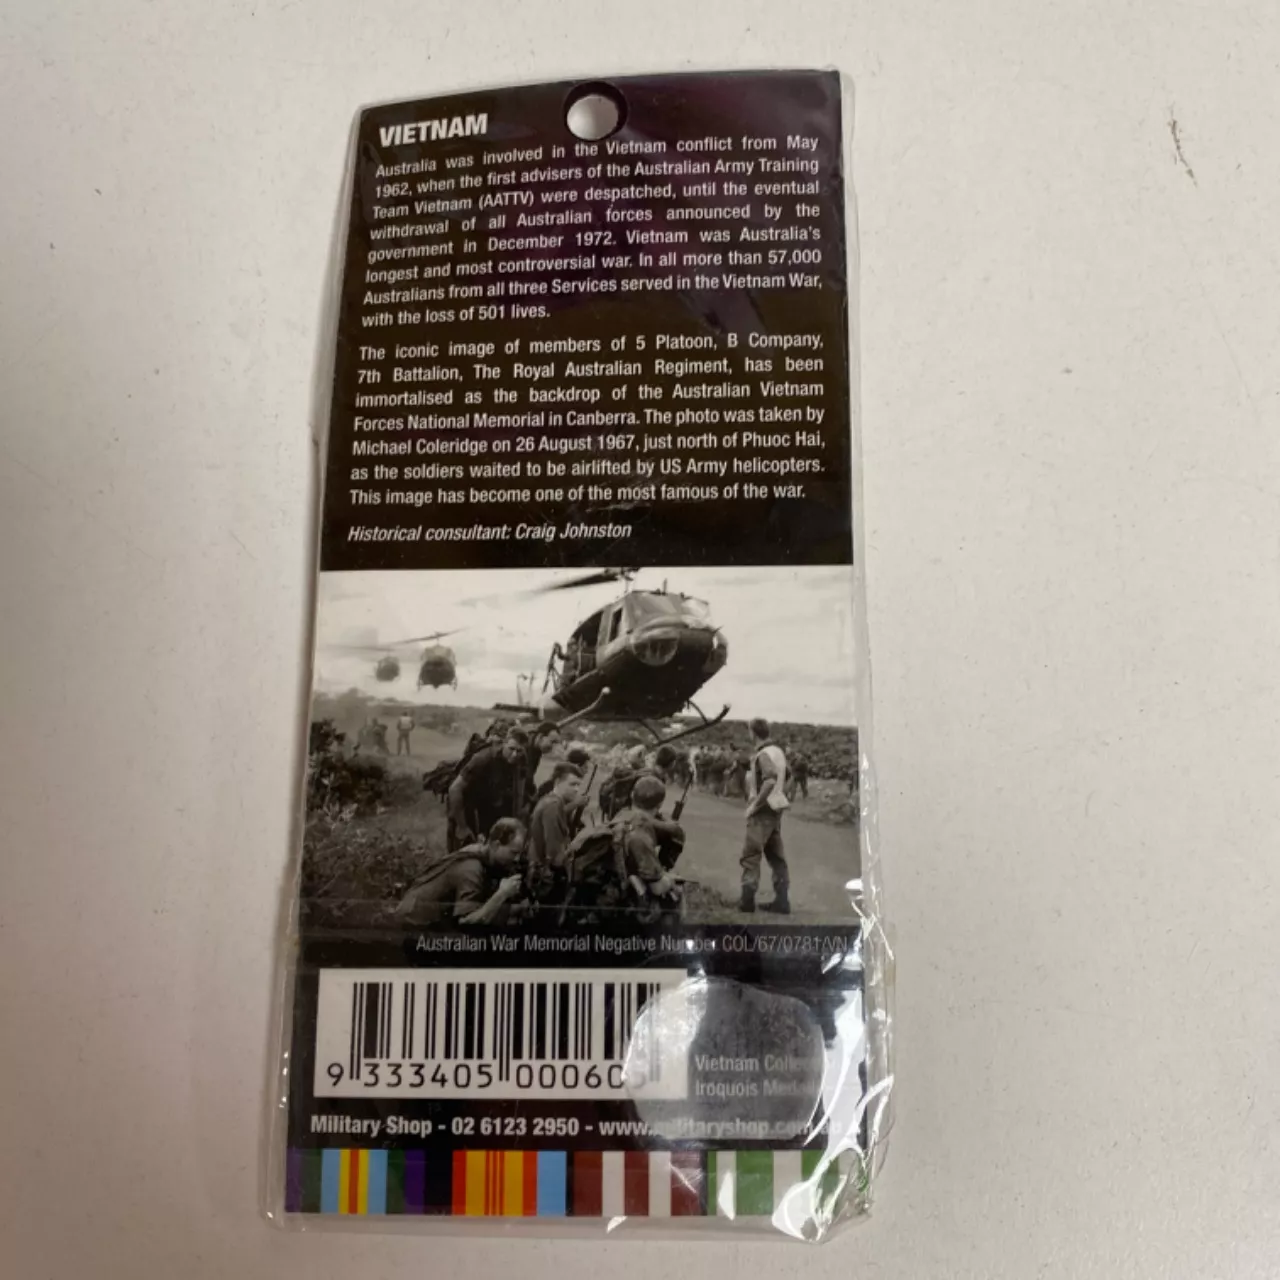 VIETNAM
Australia was involved in the Vietnam conflict from May
1962, when the first advisers of the Australian Army Training
Team Vietnam (AATTV) were despatched, until the eventual
withdrawal of all Australian forces announced by the
government in December 1972. Vietnam was Australia's
longest and most controversial war. In all more than 57,000
Australians from all three Services served in the Vietnam War,
with the loss of 501 lives.
The iconic image of members of 5 Platoon, B Company,
7th Battalion, The Royal Australian Regiment, has been
immortalised as the backdrop of the Australian Vietnam
Forces National Memorial in Canberra. The photo was taken by
Michael Coleridge on 26 August 1967, just north of Phuoc Hai,
as the soldiers waited to be airlifted by US Army helicopters.
This image has become one of the most famous of the war.
Historical consultant: Craig Johnston
Australian War Memorial Negative Number COL/67/0781/VN
9 333405 000605
Vietnam
Iroquois
Military Shop - 02 6123 2950 - www.militaryshop.com.au